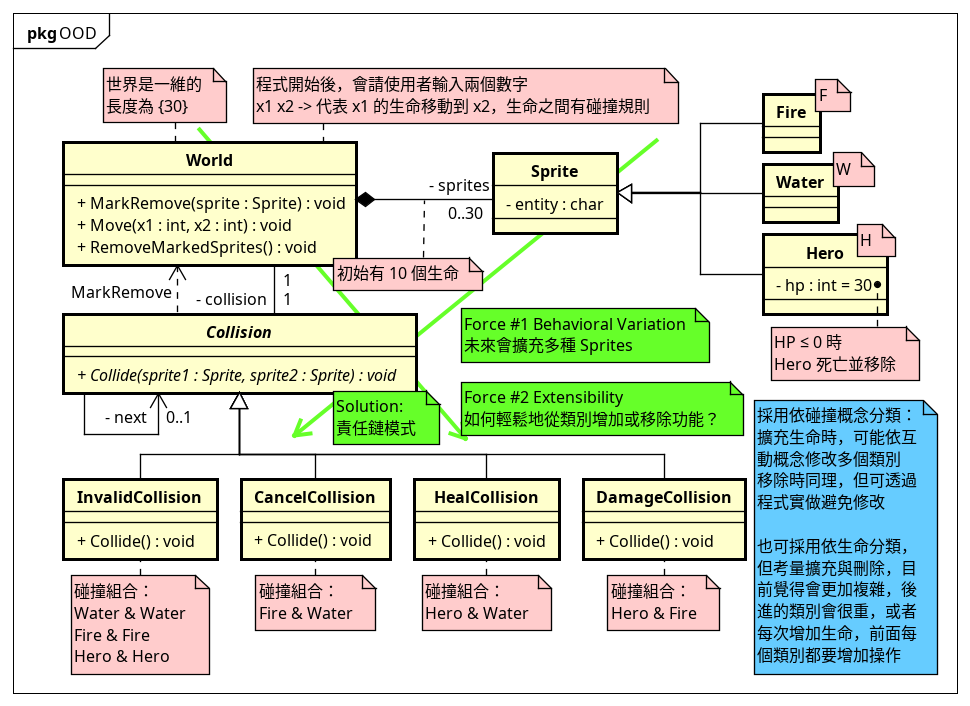 pkg OOD
世界是一維的
長度為 {30}
程式開始後，會請使用者輸入兩個數字
x1 x2 -> 代表 x1 的生命移動到 x2，生命之間有碰撞規則
World
+ MarkRemove(sprite : Sprite) : void
+ Move(x1 : int, x2 : int) : void
+ RemoveMarkedSprites() : void
- sprites
0..30
Sprite
- entity : char
Fire
F
Water
W
Hero
H
- hp : int = 30
HP ≤ 0 時
Hero 死亡並移除
初始有 10 個生命
MarkRemove
- collision
1
1
Collision
+ Collide(sprite1 : Sprite, sprite2 : Sprite) : void
- next
0..1
Force #1 Behavioral Variation
未來會擴充多種 Sprites
Force #2 Extensibility
如何輕鬆地從類別增加或移除功能？
Solution:
責任鏈模式
InvalidCollision
+ Collide() : void
CancelCollision
+ Collide() : void
HealCollision
+ Collide() : void
DamageCollision
+ Collide() : void
碰撞組合：
Water & Water
Fire & Fire
Hero & Hero
碰撞組合：
Fire & Water
碰撞組合：
Hero & Water
碰撞組合：
Hero & Fire
採用依碰撞概念分類：
擴充生命時，可能依互
動概念修改多個類別
移除時同理，但可透過
程式實做避免修改
也可採用依生命分類，
但考量擴充與刪除，目
前覺得會更加複雜，後
進的類別會很重，或者
每次增加生命，前面每
個類別都要增加操作